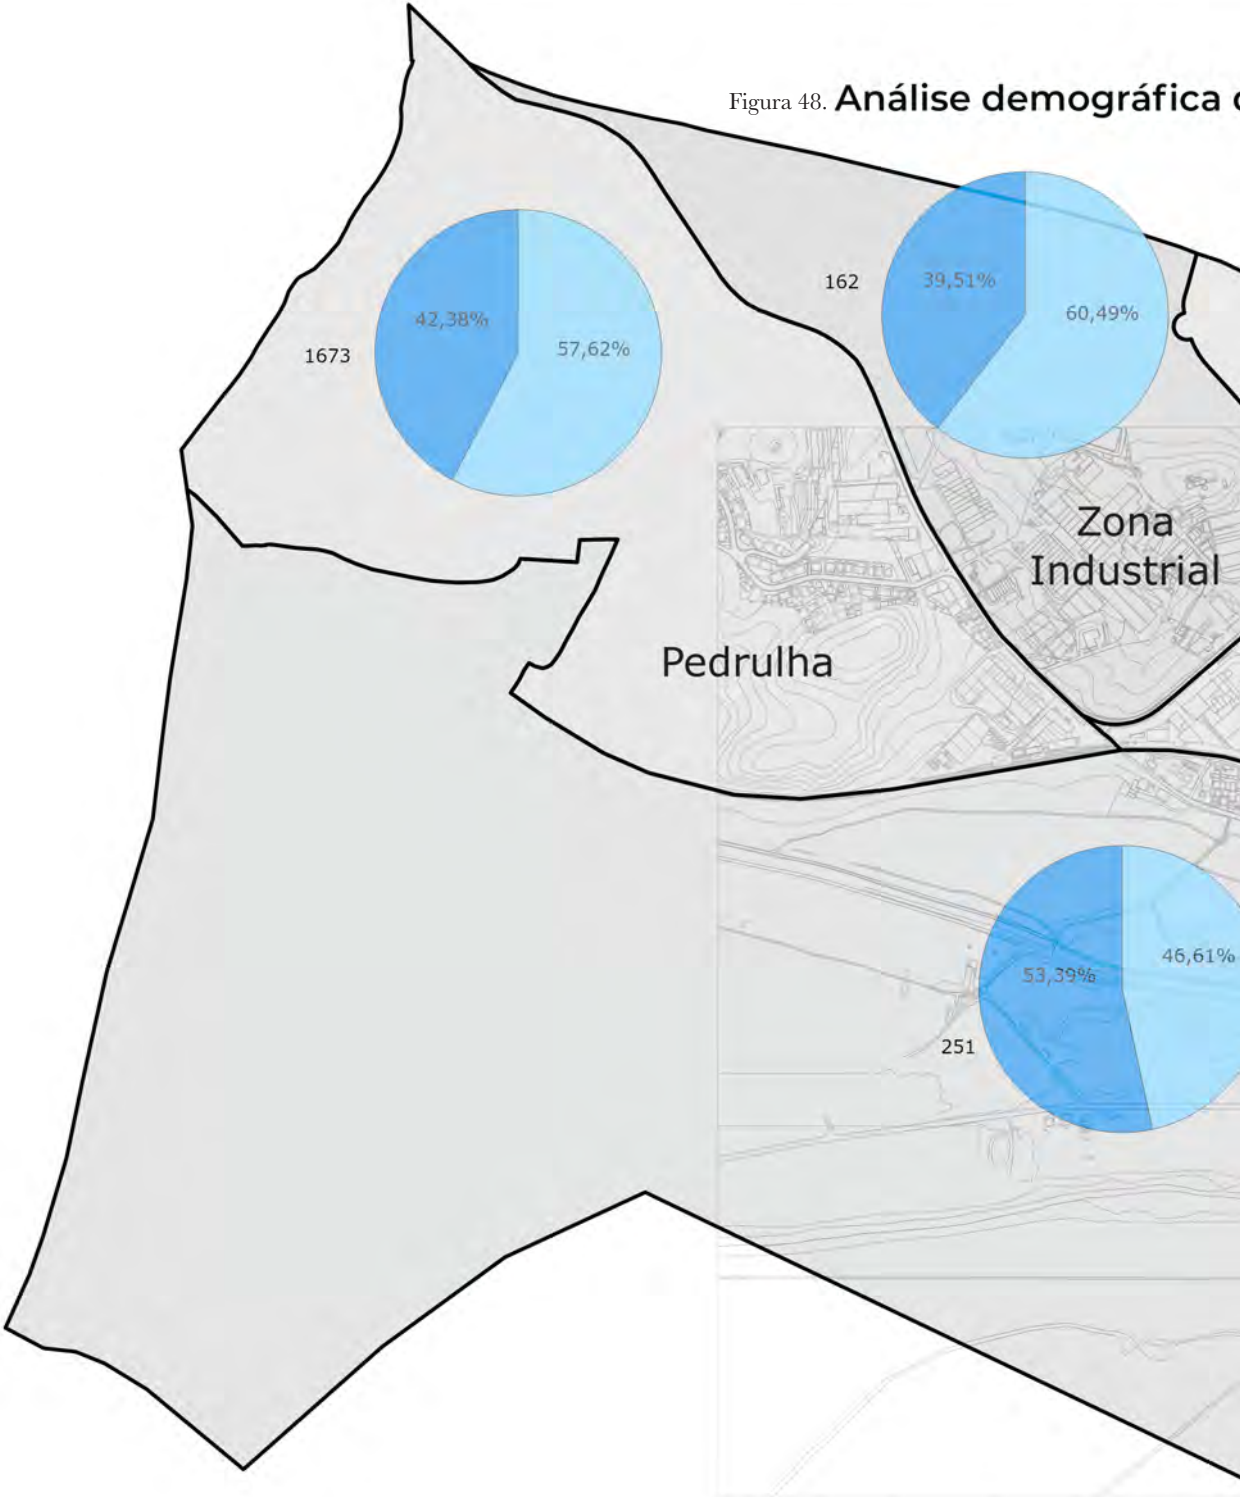 Figura 48. Análise demográfica
162
39,51%
60,49%
42,38%
57,62%
1673
Zona
Industrial
Pedrulha
53,39%
46,61%
251